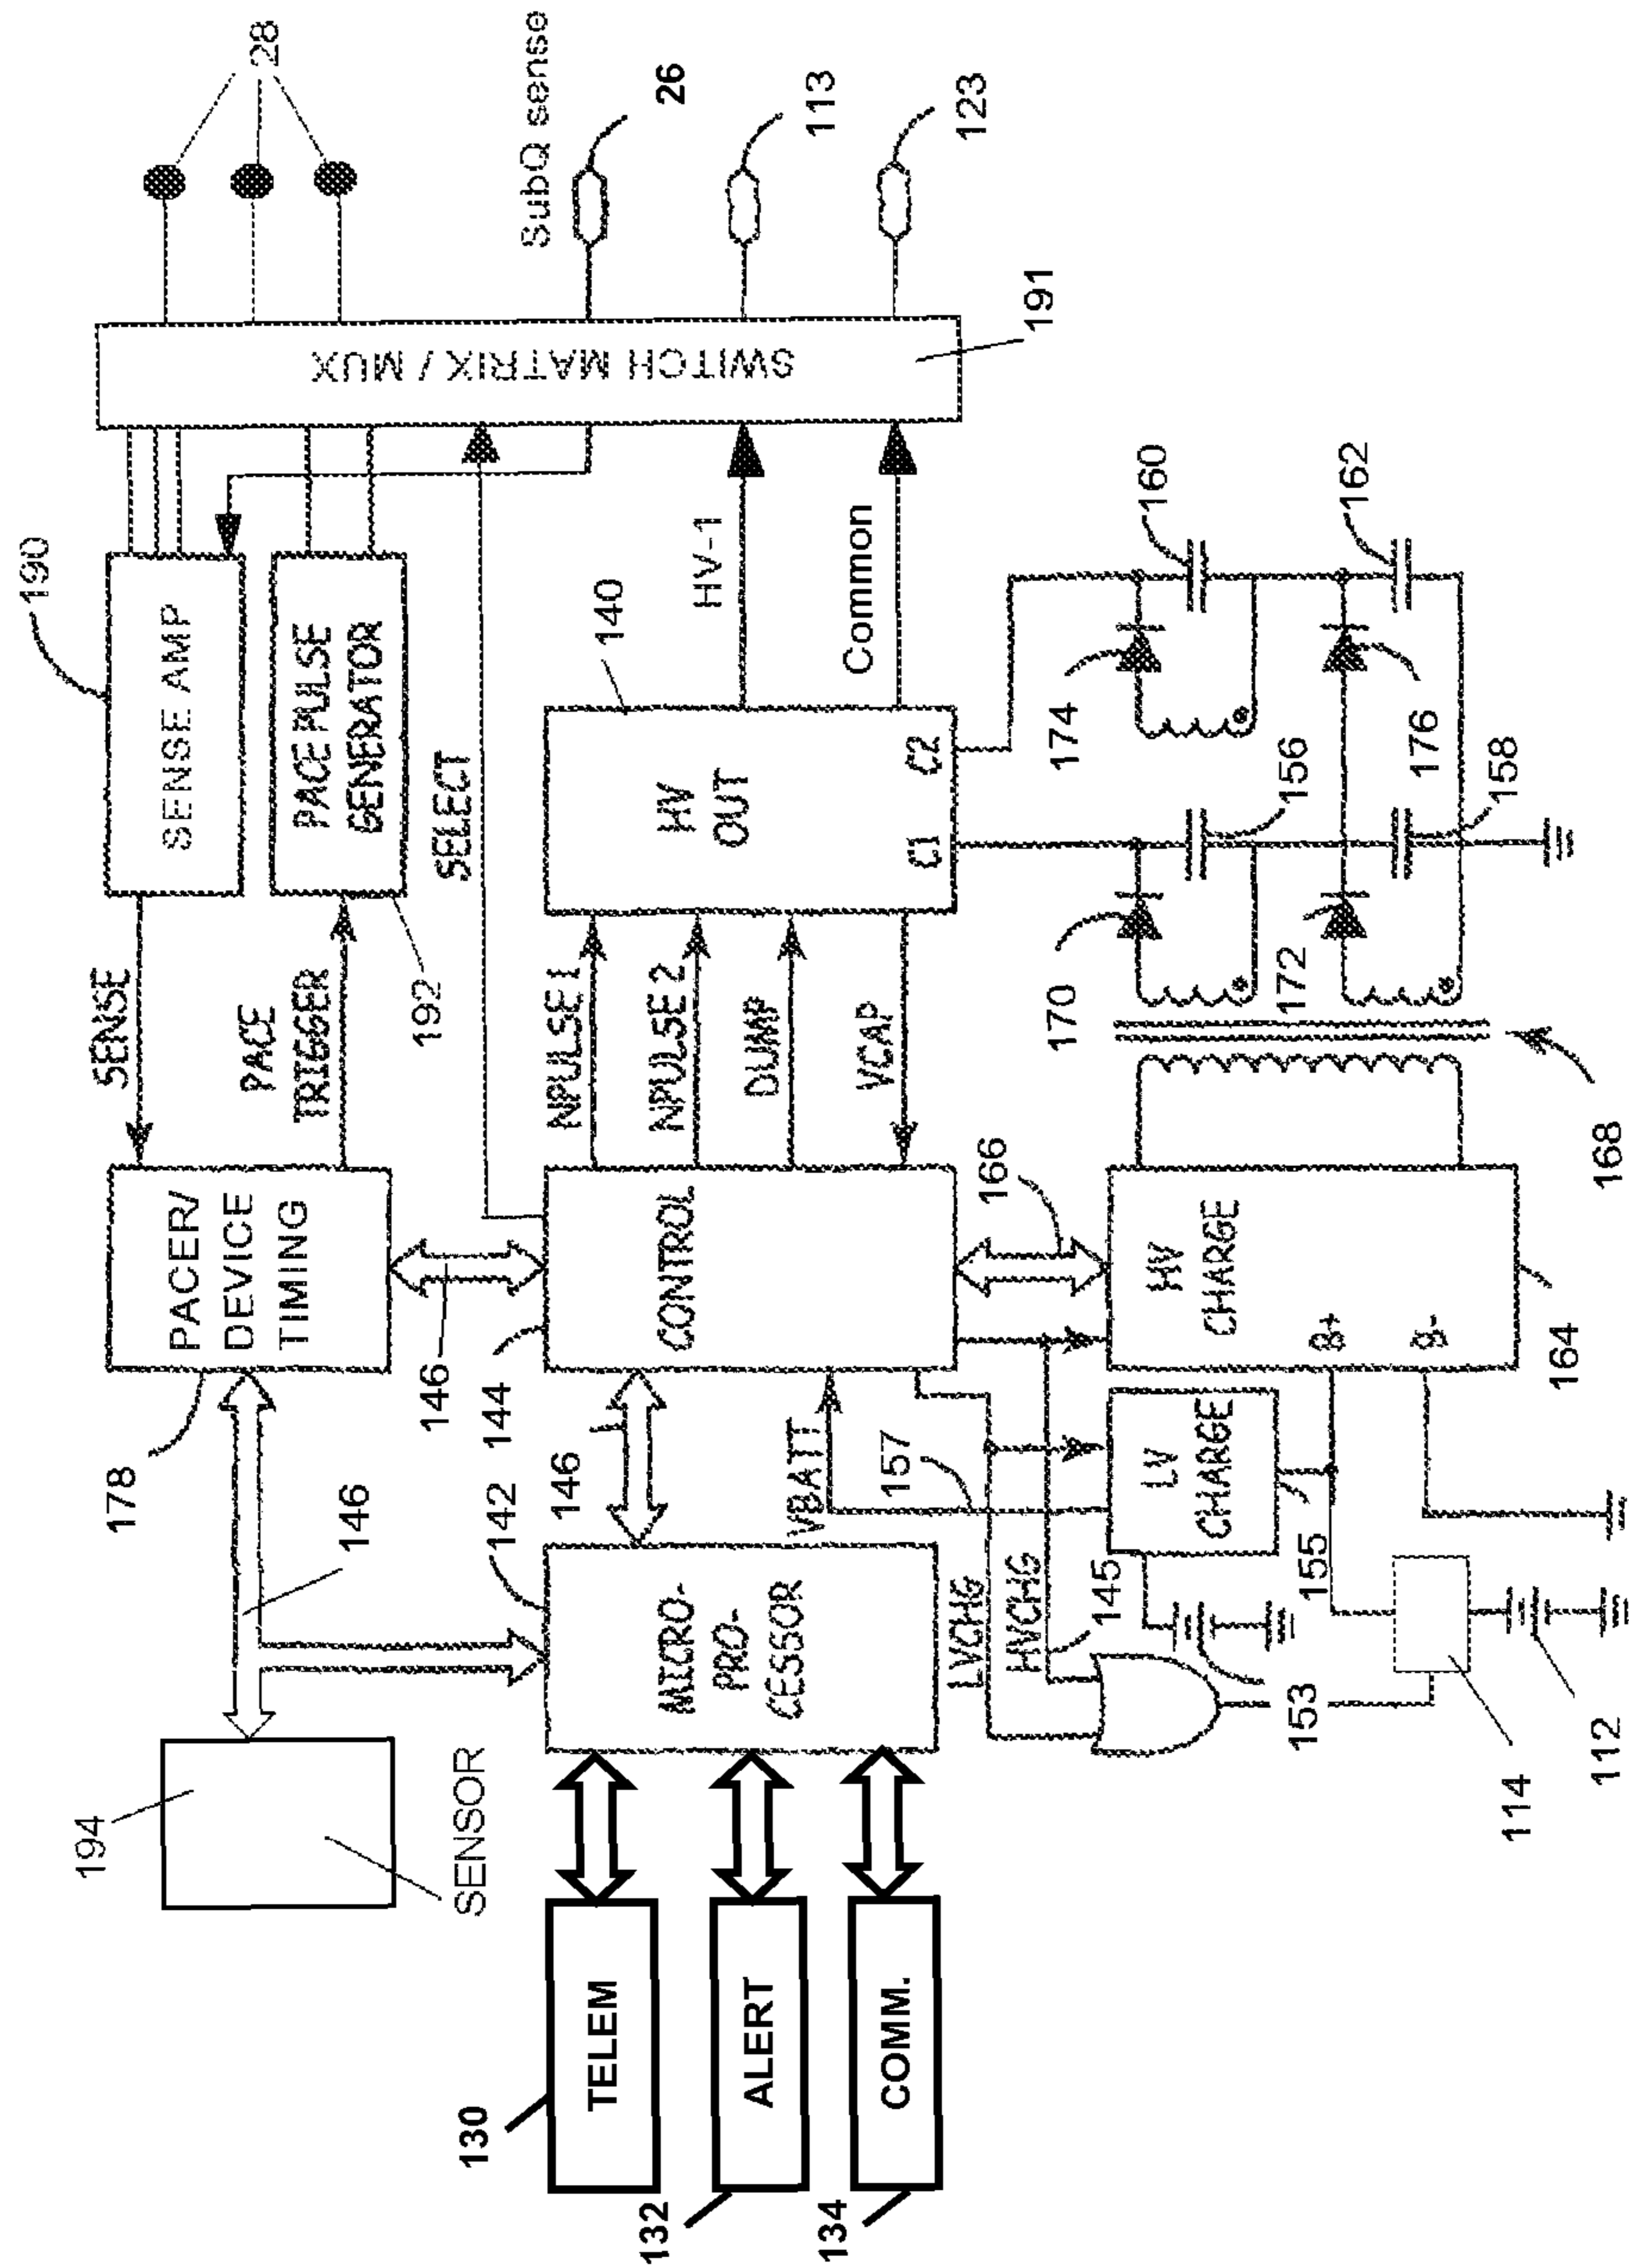 28
SubQ sense
26
113
123
SWITCH MATRIX / MUX
191
190
SENSE AMP
PACE PULSE
GENERATOR
192
SELECT
HV-1
Common
140
HV
OUT
C1
C2
160
162
174
176
156
158
170
172
168
SENSE
PACE
TRIGGER
NPULSE 1
NPULSE 2
DUMP
VCAP
166
PACER/
DEVICE
TIMING
178
146
146
146
144
CONTROL
HV
CHARGE
B+
B-
164
VBATT
157
LV
CHARGE
155
142
MICRO-
PRO-
CESSOR
LVCHG
HVCHG
145
153
114
112
194
SENSOR
130
TELEM
132
ALERT
134
COMM.